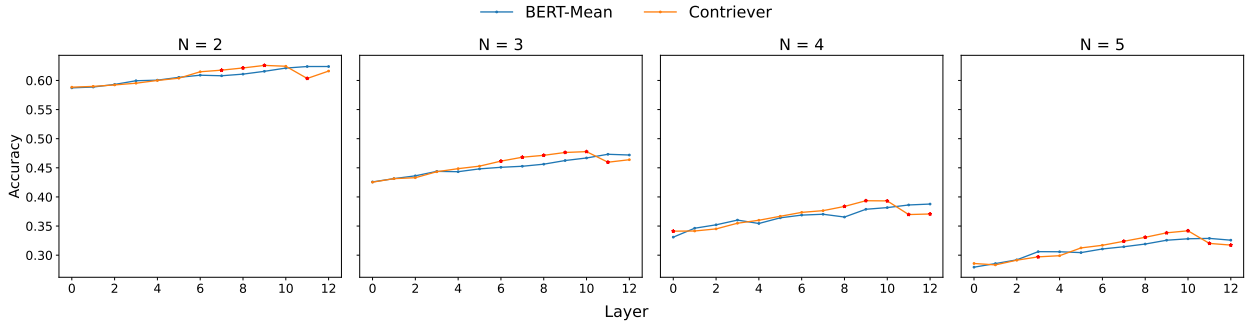 BERT-Mean Contriever
N = 2 N = 3 N = 4 N = 5
Accuracy
0.60
0.55
0.50
0.45
0.40
0.35
0.30
0 2 4 6 8 10 12 0 2 4 6 8 10 12 0 2 4 6 8 10 12 0 2 4 6 8 10 12
Layer